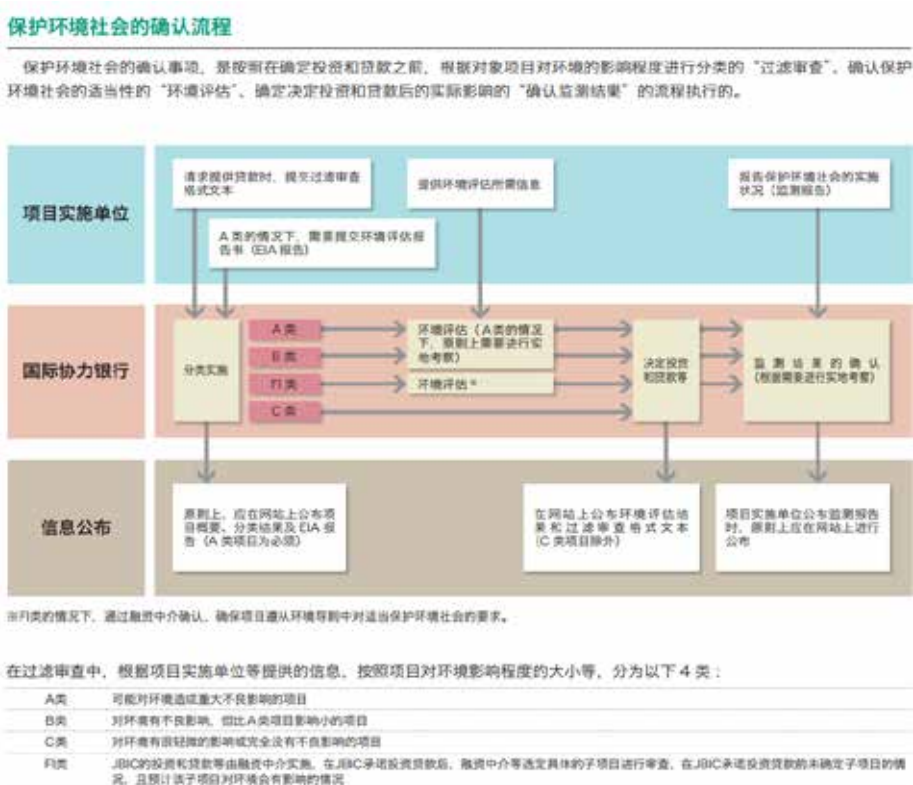 保护环境社会的确认流程
保护环境社会的确认事项，是按照在确定投资和贷款之前，根据对象项目对环境的影响程度进行分类的“过滤审查”、确认保护
环境社会的适当性的“环境评估”、确定决定投资和贷款后的实际影响的“确认监测结果”的流程执行的。
项目实施单位
请求提供贷款时，提交过滤审查
格式文本
A 类的情况下，需要提交环境评估报
告书（EIA 报告）
提供环境评估所需信息
报告保护环境社会的实施
状况（监测报告）
国际协力银行
分类实施
A 类
B 类
FI 类
C 类
环境评估（A类的情况
下，原则上需要进行实
地考察）
环境评估※
决定投资
和贷款等
监测结果的确认
（根据需要进行实地考察）
信息公布
原则上，应在网站上公布项
目概要、分类结果及 EIA 报
告（A 类项目为必须）
在网站上公布环境评估结
果和过滤审查格式文本
（C 类项目除外）
项目实施单位公布监测报告
时，原则上应在网站上进行
公布
※FI类的情况下，通过融资中介确认、确保项目遵从环境导则中对适当保护环境社会的要求。
在过滤审查中，根据项目实施单位等提供的信息，按照项目对环境影响程度的大小等，分为以下 4 类：
A类 可能对环境造成重大不良影响的项目
B类 对环境有不良影响，但比A类项目影响小的项目
C类 对环境有很轻微的影响或完全没有不良影响的项目
FI类 JBIC的投资和贷款等由融资中介实施，在JBIC承诺投资贷款后，融资中介等选定具体的子项目进行审查，在JBIC承诺投资贷款前未确定子项目的情
况，且预计该子项目对环境会有影响的情况